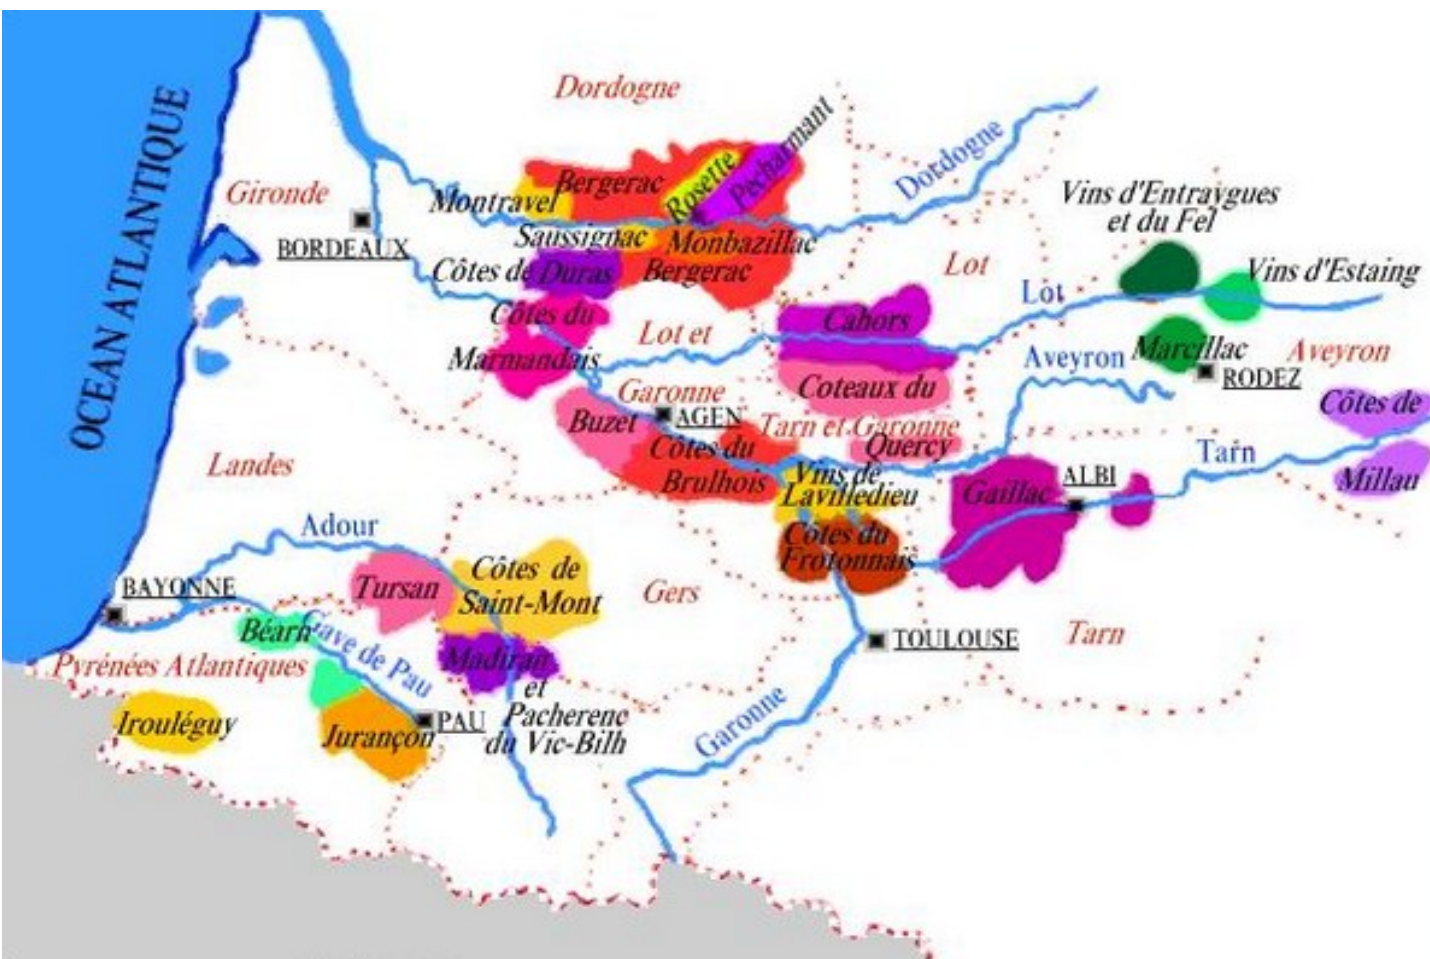 OCEAN ATLANTIQUE
Dordogne
Gironde
BORDEAUX
Montravel
Bergerac
Rosette
Pecharmant
Dordogne
Saussignac
Monbazillac
Côtes de Duras
Bergerac
Vins d'Entraygues
et du Fel
Vins d'Estaing
Lot
Lot
Côtes du
Marmandais
Lot et
Garonne
Cahors
Coteaux du
Quercy
Aveyron
Marcillac
RODEZ
Aveyron
Buzet
AGEN
Tarn et Garonne
Côtes du
Brulhois
Vins de
Lavilledieu
Côtes du
Frotonnais
Gaillac
ALBI
Tarn
Côtes de
Millau
Landes
Adour
BAYONNE
Tursan
Côtes de
Saint-Mont
Gers
TOULOUSE
Tarn
Béarn
Gave de Pau
Pyrénées Atlantiques
Madiran
et
Pacherenc
du Vic-Bilh
Irouléguy
Jurançon
PAU
Garonne